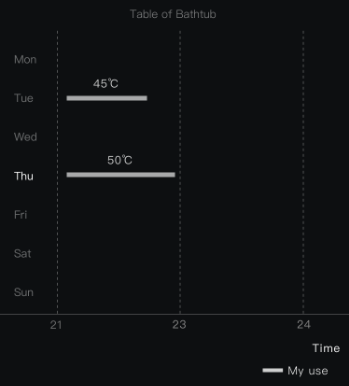 Table of Bathtub
Mon
45℃
Tue
Wed
50℃
Thu
Fri
Sat
Sun
21 23 24
Time
My use